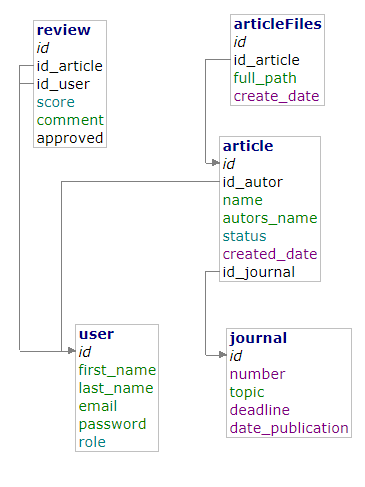 review
id
id_article
id_user
score
comment
approved
articleFiles
id
id_article
full_path
create_date
article
id
id_autor
name
autors_name
status
created_date
id_journal
user
id
first_name
last_name
email
password
role
journal
id
number
topic
deadline
date_publication